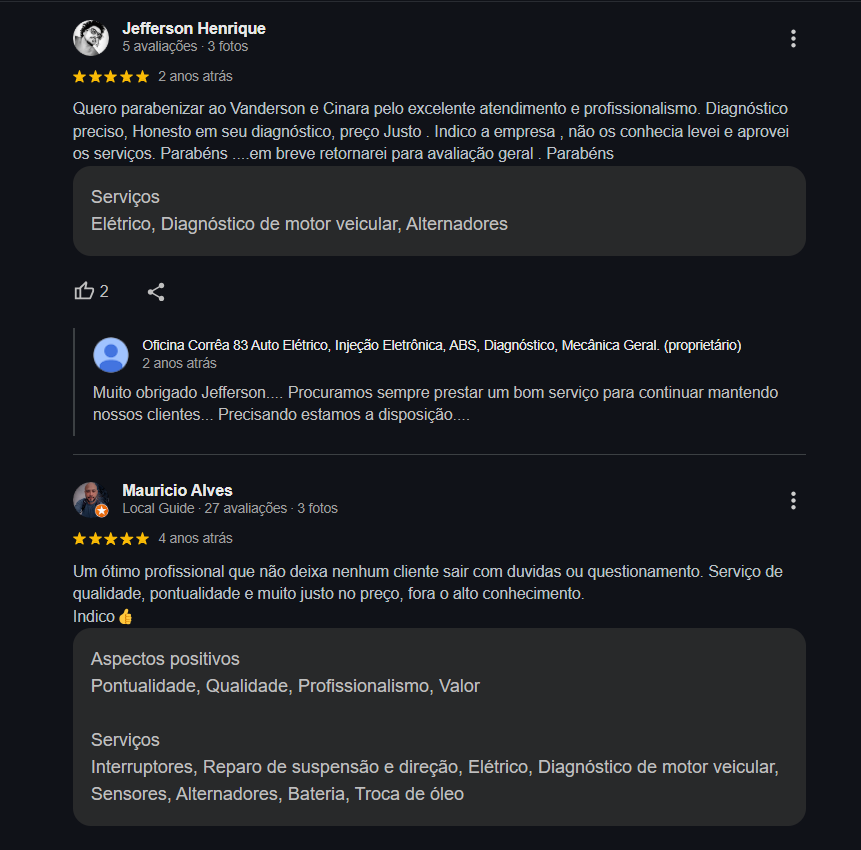 Jefferson Henrique
5 avaliações · 3 fotos
2 anos atrás
Quero parabenizar ao Vanderson e Cinara pelo excelente atendimento e profissionalismo. Diagnóstico
preciso, Honesto em seu diagnóstico, preço Justo . Indico a empresa , não os conhecia levei e aprovei
os serviços. Parabéns ....em breve retornarei para avaliação geral . Parabéns
Serviços
Elétrico, Diagnóstico de motor veicular, Alternadores
2
Oficina Corrêa 83 Auto Elétrico, Injeção Eletrônica, ABS, Diagnóstico, Mecânica Geral. (proprietário)
2 anos atrás
Muito obrigado Jefferson.... Procuramos sempre prestar um bom serviço para continuar mantendo
nossos clientes... Precisando estamos a disposição....
Mauricio Alves
Local Guide · 27 avaliações · 3 fotos
4 anos atrás
Um ótimo profissional que não deixa nenhum cliente sair com duvidas ou questionamento. Serviço de
qualidade, pontualidade e muito justo no preço, fora o alto conhecimento.
Indico👍
Aspectos positivos
Pontualidade, Qualidade, Profissionalismo, Valor
Serviços
Interruptores, Reparo de suspensão e direção, Elétrico, Diagnóstico de motor veicular,
Sensores, Alternadores, Bateria, Troca de óleo